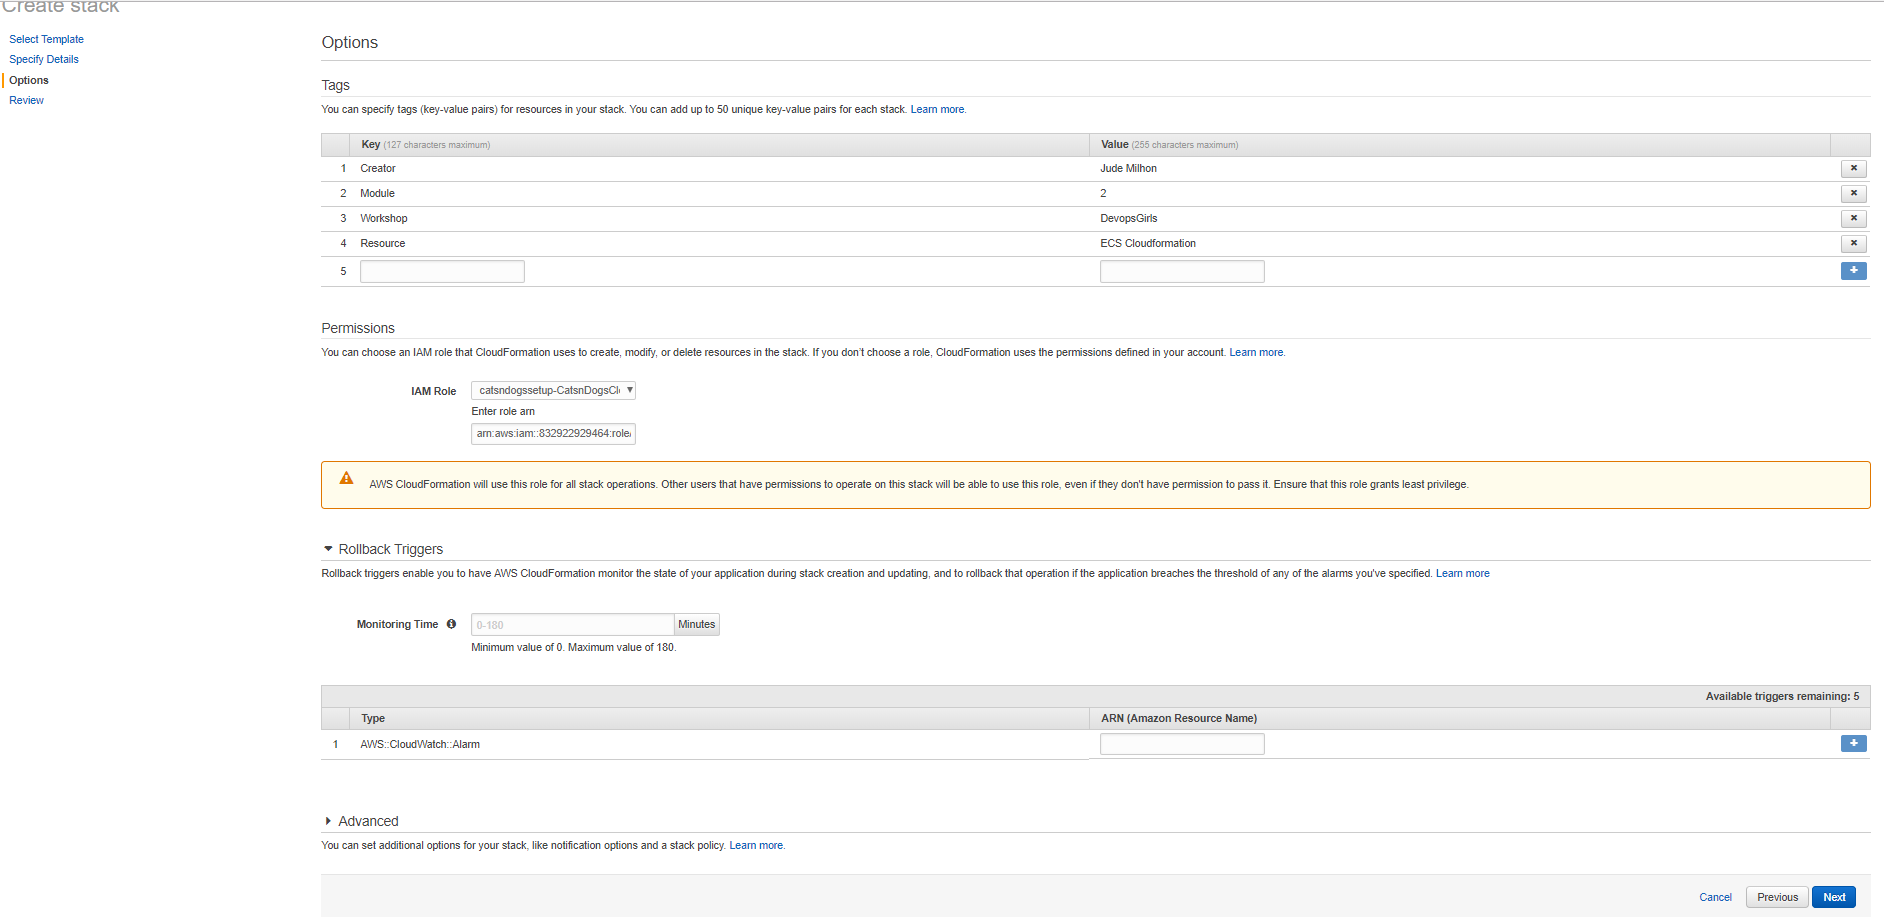 Create stack
Select Template
Specify Details
Options
Review
Options
Tags
You can specify tags (key-value pairs) for resources in your stack. You can add up to 50 unique key-value pairs for each stack. Learn more.
Key (127 characters maximum) Value (255 characters maximum)
1 Creator Jude Milhon
2 Module 2
3 Workshop DevopsGirls
4 Resource ECS Cloudformation
5
Permissions
You can choose an IAM role that CloudFormation uses to create, modify, or delete resources in the stack. If you don't choose a role, CloudFormation uses the permissions defined in your account. Learn more.
IAM Role catsndogssetup-CatsnDogsCl
Enter role arn
arn:aws:iam::832922929464:role/
AWS CloudFormation will use this role for all stack operations. Other users that have permissions to operate on this stack will be able to use this role, even if they don't have permission to pass it. Ensure that this role grants least privilege.
Rollback Triggers
Rollback triggers enable you to have AWS CloudFormation monitor the state of your application during stack creation and updating, and to rollback that operation if the application breaches the threshold of any of the alarms you've specified. Learn more
Monitoring Time 0-180 Minutes
Minimum value of 0. Maximum value of 180.
Available triggers remaining: 5
Type ARN (Amazon Resource Name)
1 AWS::CloudWatch::Alarm
Advanced
You can set additional options for your stack, like notification options and a stack policy. Learn more.
Cancel Previous Next